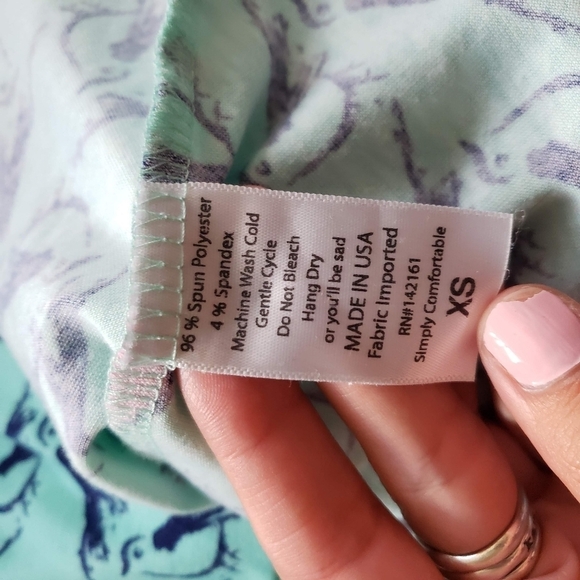 96 % Spun Polyester
4 % Spandex
Machine Wash Cold
Gentle Cycle
Do Not Bleach
Hang Dry
or you'll be sad
MADE IN USA
Fabric Imported
RN#142161
Simply Comfortable
XS